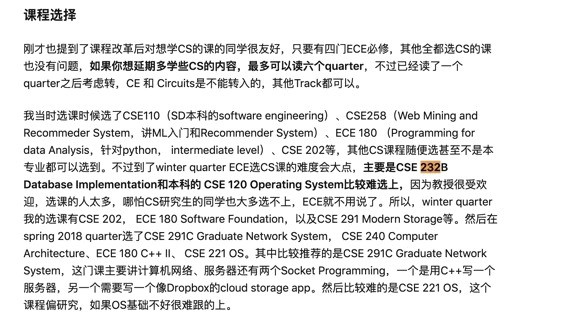 课程选择
刚才也提到了课程改革后对想学CS的课的同学很友好，只要有四门ECE必修，其他全都选CS的课
也没有问题，如果你想延期多学些CS的内容，最多可以读六个quarter，不过已经读了一个
quarter之后考虑转，CE 和 Circuits是不能转入的，其他Track都可以。
我当时选课时候选了CSE110（SD本科的software engineering）、CSE258（Web Mining and
Recommeder System，讲ML入门和Recommender System）、ECE 180 （Programming for
data Analysis，针对python， intermediate level）、CSE 202等，其他CS课程随便选甚至不是本
专业都可以选到。不过到了winter quarter ECE选CS课的难度会大点，主要是CSE 232B
Database Implementation和本科的 CSE 120 Operating System比较难选上，因为教授很受欢
迎，选课的人太多，哪怕CS研究生的同学也大多选不上，ECE就不用说了。所以，winter quarter
我的选课有CSE 202， ECE 180 Software Foundation，以及CSE 291 Modern Storage等。然后在
spring 2018 quarter选了CSE 291C Graduate Network System， CSE 240 Computer
Architecture、ECE 180 C++ II、 CSE 221 OS。其中比较推荐的是CSE 291C Graduate Network
System，这门课主要讲计算机网络、服务器还有两个Socket Programming，一个是用C++写一个
服务器，另一个需要写一个像Dropbox的cloud storage app。然后比较难的是CSE 221 OS，这个
课程偏研究，如果OS基础不好很难跟的上。